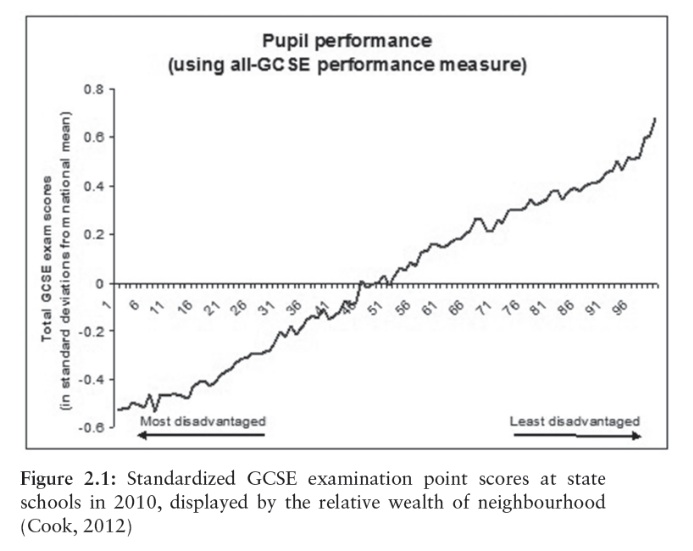 Pupil performance
(using all-GCSE performance measure)
Total GCSE exam scores
(in standard deviations from national mean)
0.8
0.6
0.4
0.2
0
-0.2
-0.4
-0.6
1 6 11 16 21 26 31 36 41 46 51 56 61 66 71 76 81 86 91 96
Most disadvantaged
Least disadvantaged
Figure 2.1: Standardized GCSE examination point scores at state
schools in 2010, displayed by the relative wealth of neighbourhood
(Cook, 2012)